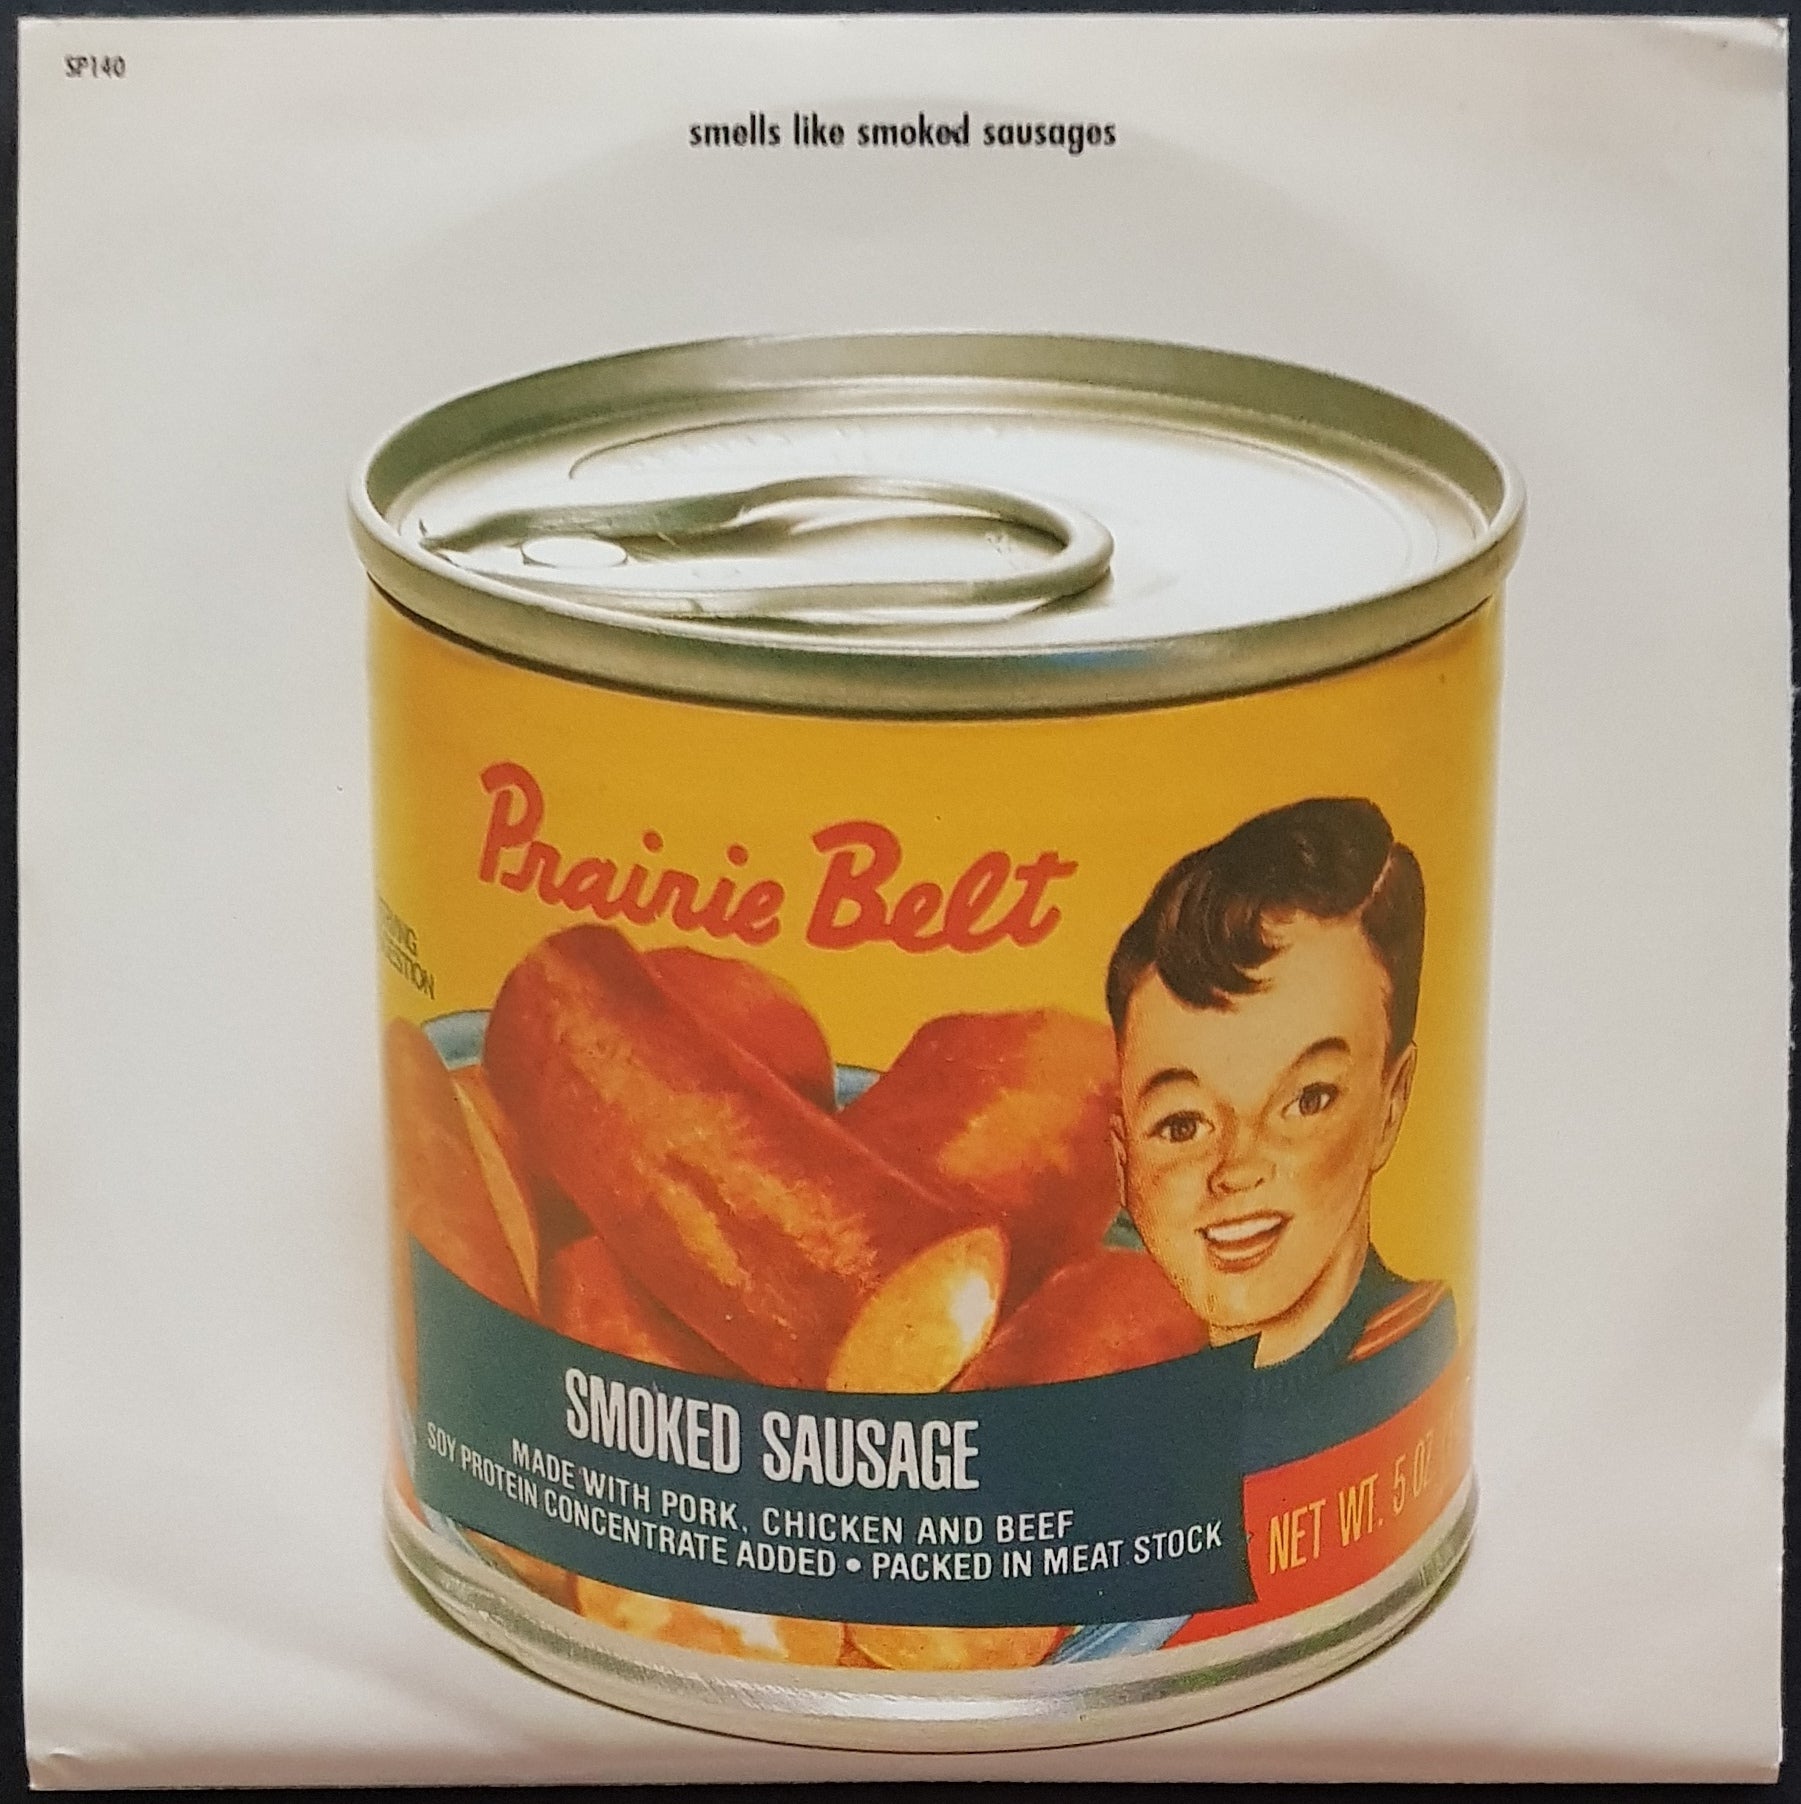 SP140
smells like smoked sausages
Prairie Belt
SMOKED SAUSAGE
MADE WITH PORK, CHICKEN AND BEEF
SOY PROTEIN CONCENTRATE ADDED • PACKED IN MEAT STOCK
NET WT. 5 OZ